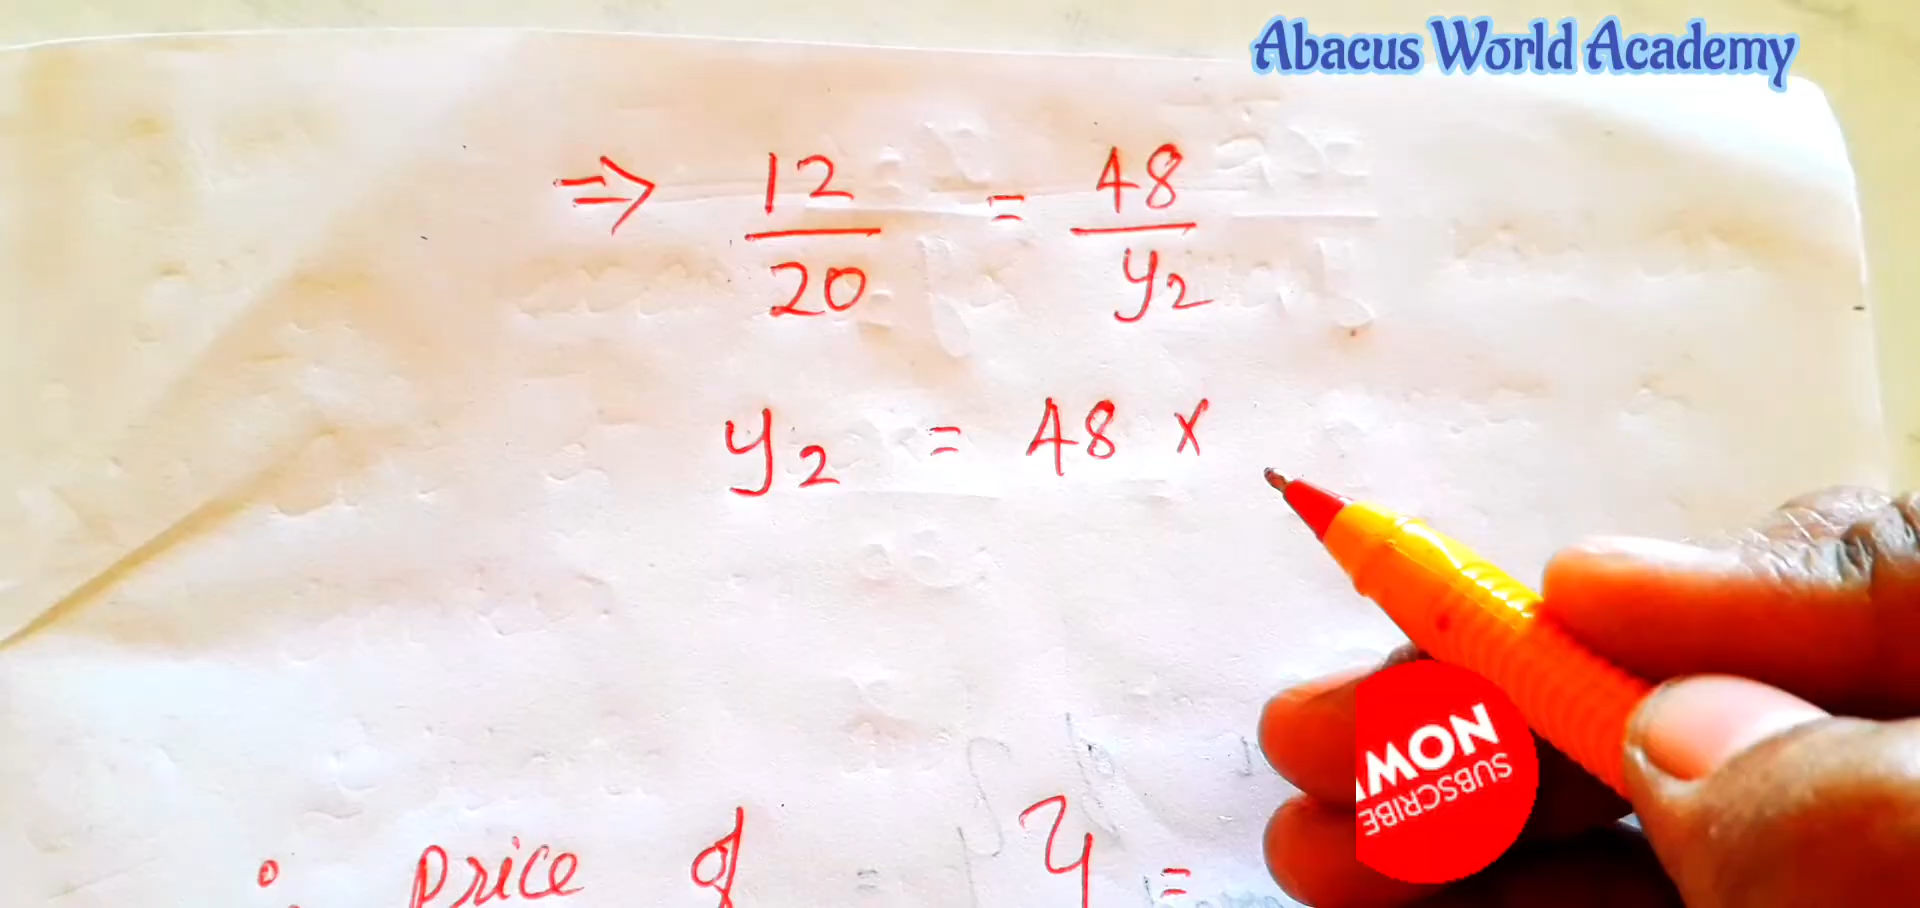 Abacus World Academy
⇒ 12/20 = 48/y₂
y₂ = 48 ×
NOW
SUBSCRIBE
price of =